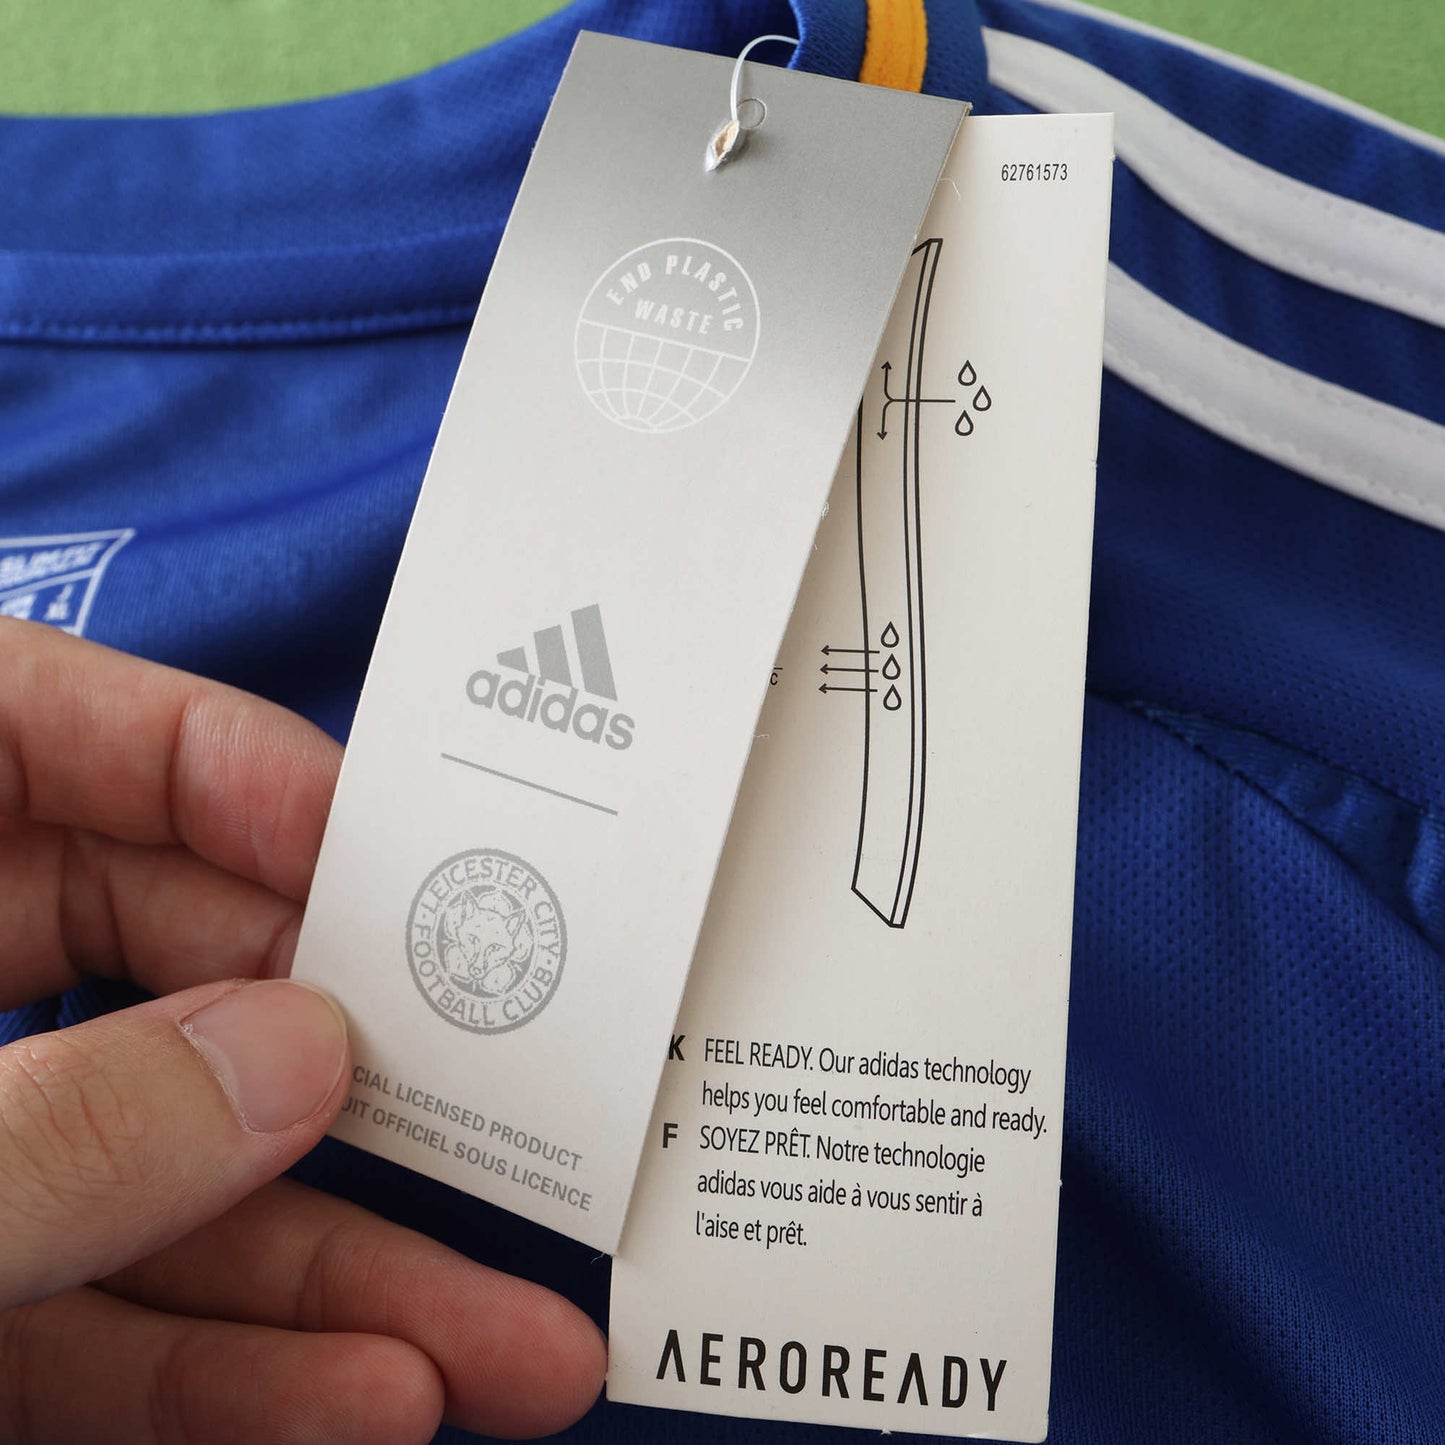 62761573
END PLASTIC
WASTE
adidas
LEICESTER CITY
FOOTBALL CLUB
CIAL LICENSED PRODUCT
UIT OFFICIEL SOUS LICENCE
C
K FEEL READY. Our adidas technology
helps you feel comfortable and ready.
F SOYEZ PRÊT. Notre technologie
adidas vous aide à vous sentir à
l'aise et prêt.
AEROREADY